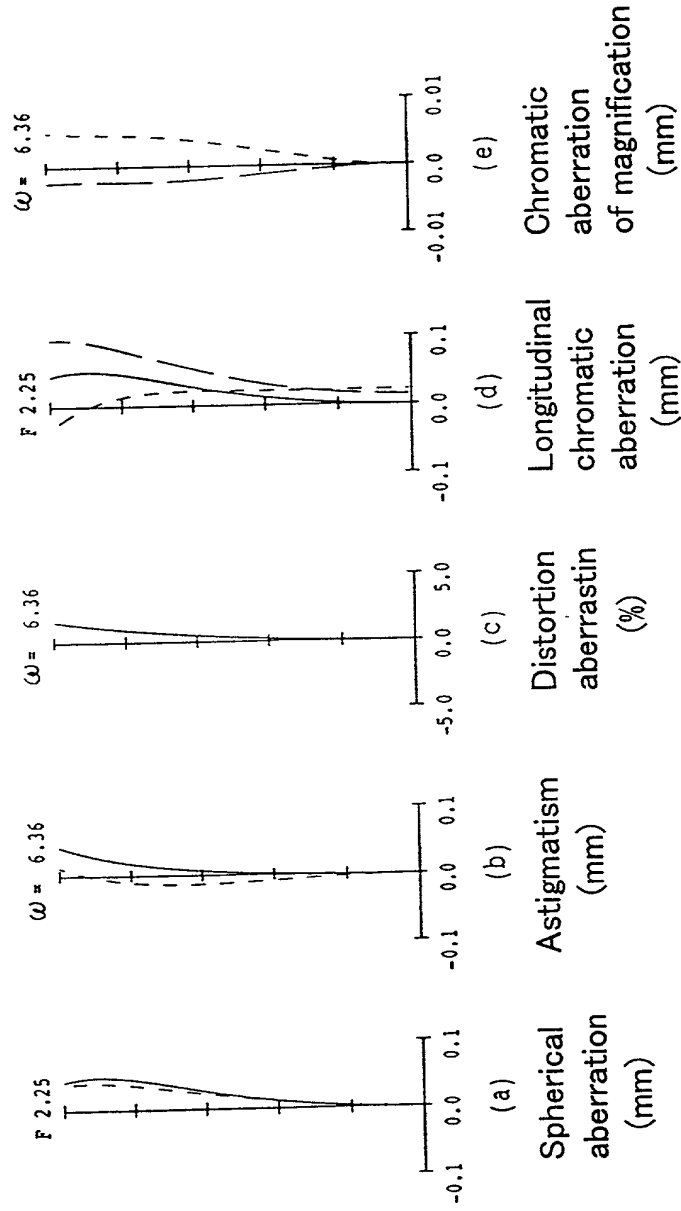 F 2.25
-0.1 0.0 0.1
(a)
Spherical
aberration
(mm)
ω= 6.36
-0.1 0.0 0.1
(b)
Astigmatism
(mm)
ω= 6.36
-5.0 0.0 5.0
(c)
Distortion
aberrastin
(%)
F 2.25
-0.1 0.0 0.1
(d)
Longitudinal
chromatic
aberration
(mm)
ω= 6.36
-0.01 0.0 0.01
(e)
Chromatic
aberration
of magnification
(mm)